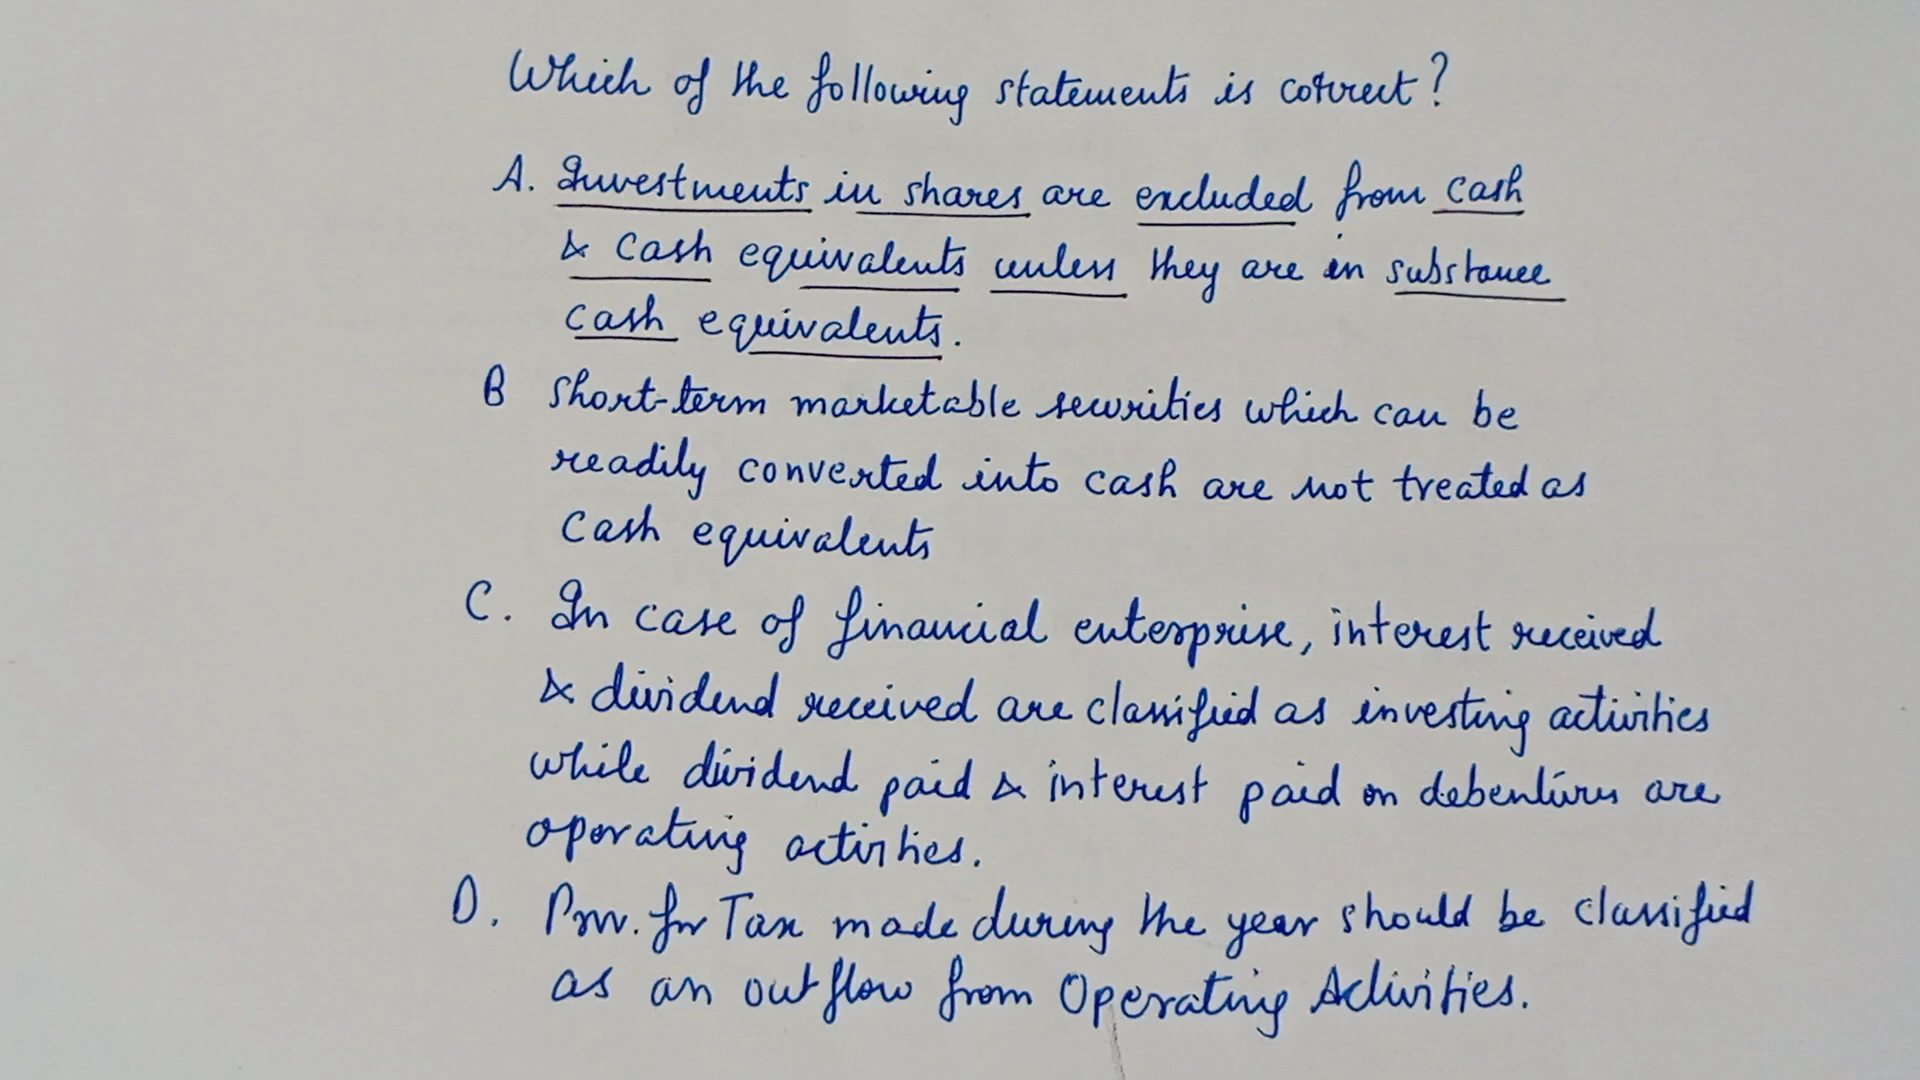 Which of the following statements is correct?
A. Investments in shares are excluded from cash
& cash equivalents unless they are in substance
cash equivalents.
B Short-term marketable securities which can be
readily converted into cash are not treated as
Cash equivalents
C. In case of financial enterprise, interest received
& dividend received are classified as investing activities
while dividend paid & interest paid on debentures are
operating activities.
D. Prov. for Tax made during the year should be classified
as an outflow from Operating Activities.